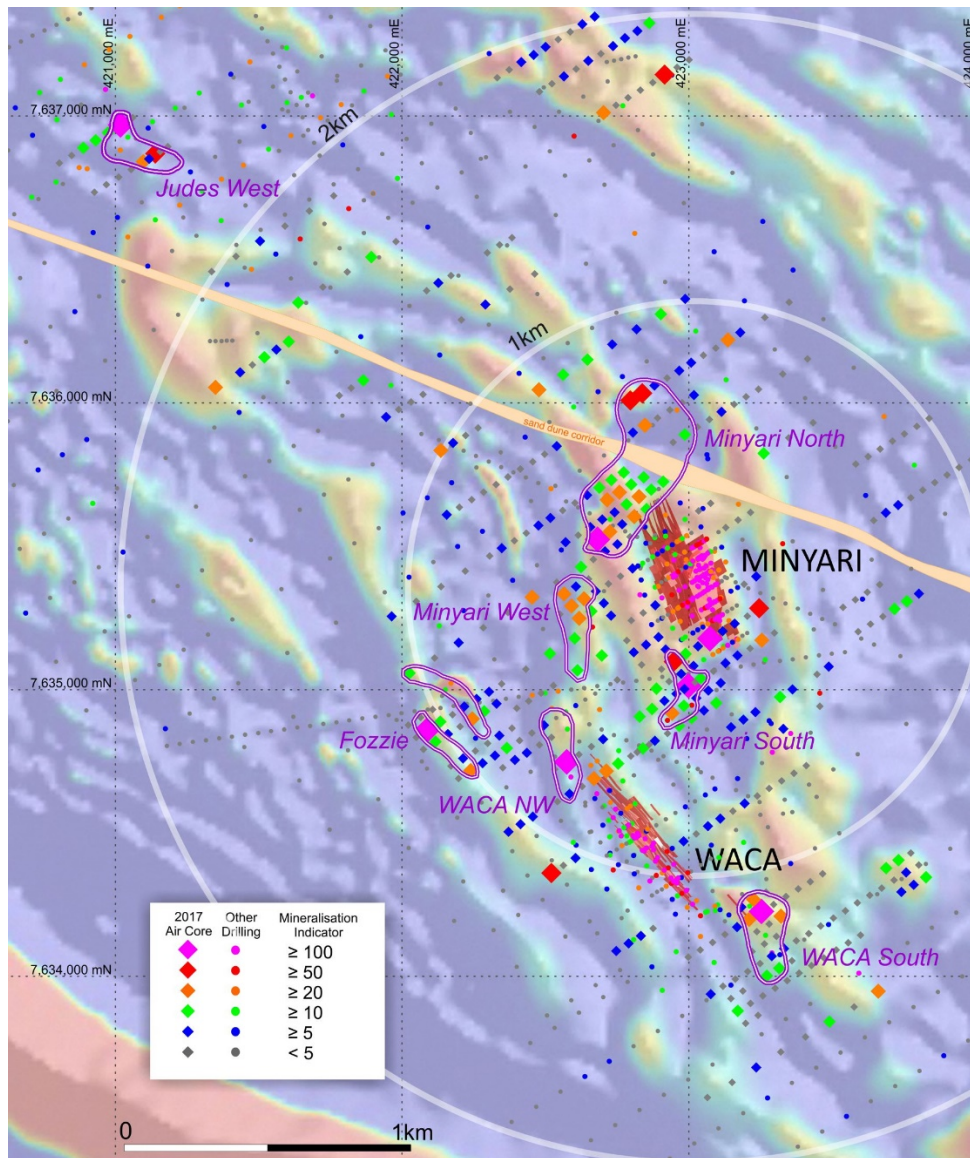 421,000 mE
422,000 mE
423,000 mE
424,000 mE
7,637,000 mN
2km
Judes West
1km
7,636,000 mN
Minyari North
sand dune corridor
MINYARI
Minyari West
7,635,000 mN
Fozzie
Minyari South
WACA NW
WACA
WACA South
7,634,000 mN
2017 Other Mineralisation
Air Core Drilling Indicator
≥ 100
≥ 50
≥ 20
≥ 10
≥ 5
< 5
0 1km